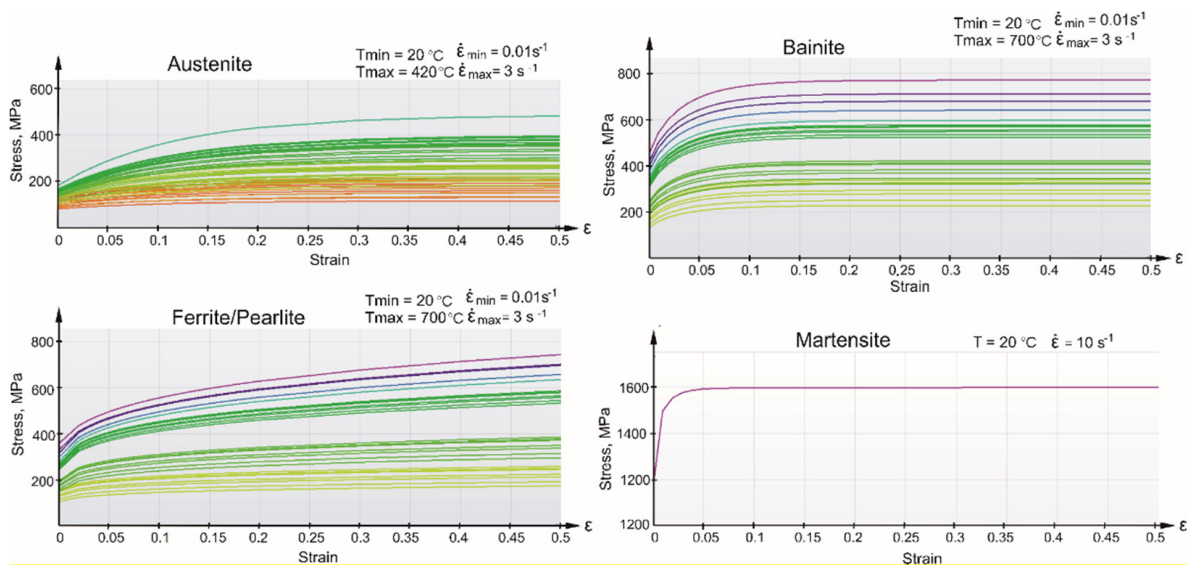 Austenite
Tmin = 20 °C ε̇min = 0.01s-1
Tmax = 420°C ε̇max= 3 s-1
Stress, MPa
600
400
200
0 0.05 0.1 0.15 0.2 0.25 0.3 0.35 0.4 0.45 0.5 ε
Strain
Bainite
Tmin = 20 °C ε̇min = 0.01s-1
Tmax = 700°C ε̇max= 3 s-1
Stress, MPa
800
600
400
200
0 0.05 0.1 0.15 0.2 0.25 0.3 0.35 0.4 0.45 0.5 ε
Strain
Ferrite/Pearlite
Tmin = 20 °C ε̇min = 0.01s-1
Tmax = 700°C ε̇max= 3 s-1
Stress, MPa
800
600
400
200
0 0.05 0.1 0.15 0.2 0.25 0.3 0.35 0.4 0.45 0.5 ε
Strain
Martensite
T = 20 °C ε̇ = 10 s-1
Stress, MPa
1600
1400
1200
1200
0 0.05 0.1 0.15 0.2 0.25 0.3 0.35 0.4 0.45 0.5 ε
Strain